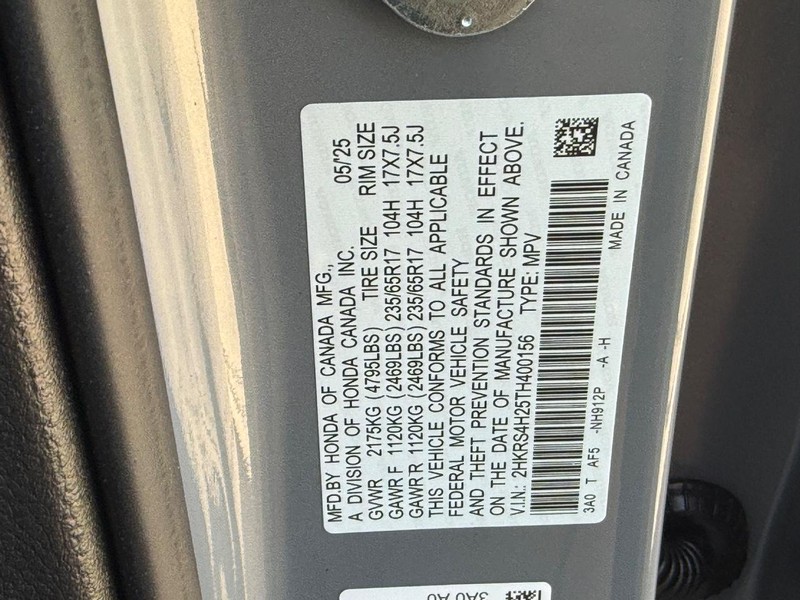 MFD.BY HONDA OF CANADA MFG.,
A DIVISION OF HONDA CANADA INC. 05/'25
GVWR 2175KG (4795LBS) TIRE SIZE RIM SIZE
GAWR F 1120KG (2469LBS) 235/65R17 104H 17X7.5J
GAWR R 1120KG (2469LBS) 235/65R17 104H 17X7.5J
THIS VEHICLE CONFORMS TO ALL APPLICABLE
FEDERAL MOTOR VEHICLE SAFETY
AND THEFT PREVENTION STANDARDS IN EFFECT
ON THE DATE OF MANUFACTURE SHOWN ABOVE.
V.I.N.: 2HKRS4H25TH400156 TYPE: MPV
3A0 T AF5 -NH912P -A -H
MADE IN CANADA
3A0 A0